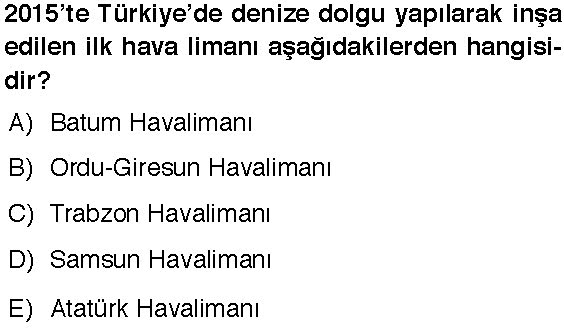 2015’te Türkiye’de denize dolgu yapılarak inşa
edilen ilk hava limanı aşağıdakilerden hangisi-
dir?
A) Batum Havalimanı
B) Ordu-Giresun Havalimanı
C) Trabzon Havalimanı
D) Samsun Havalimanı
E) Atatürk Havalimanı